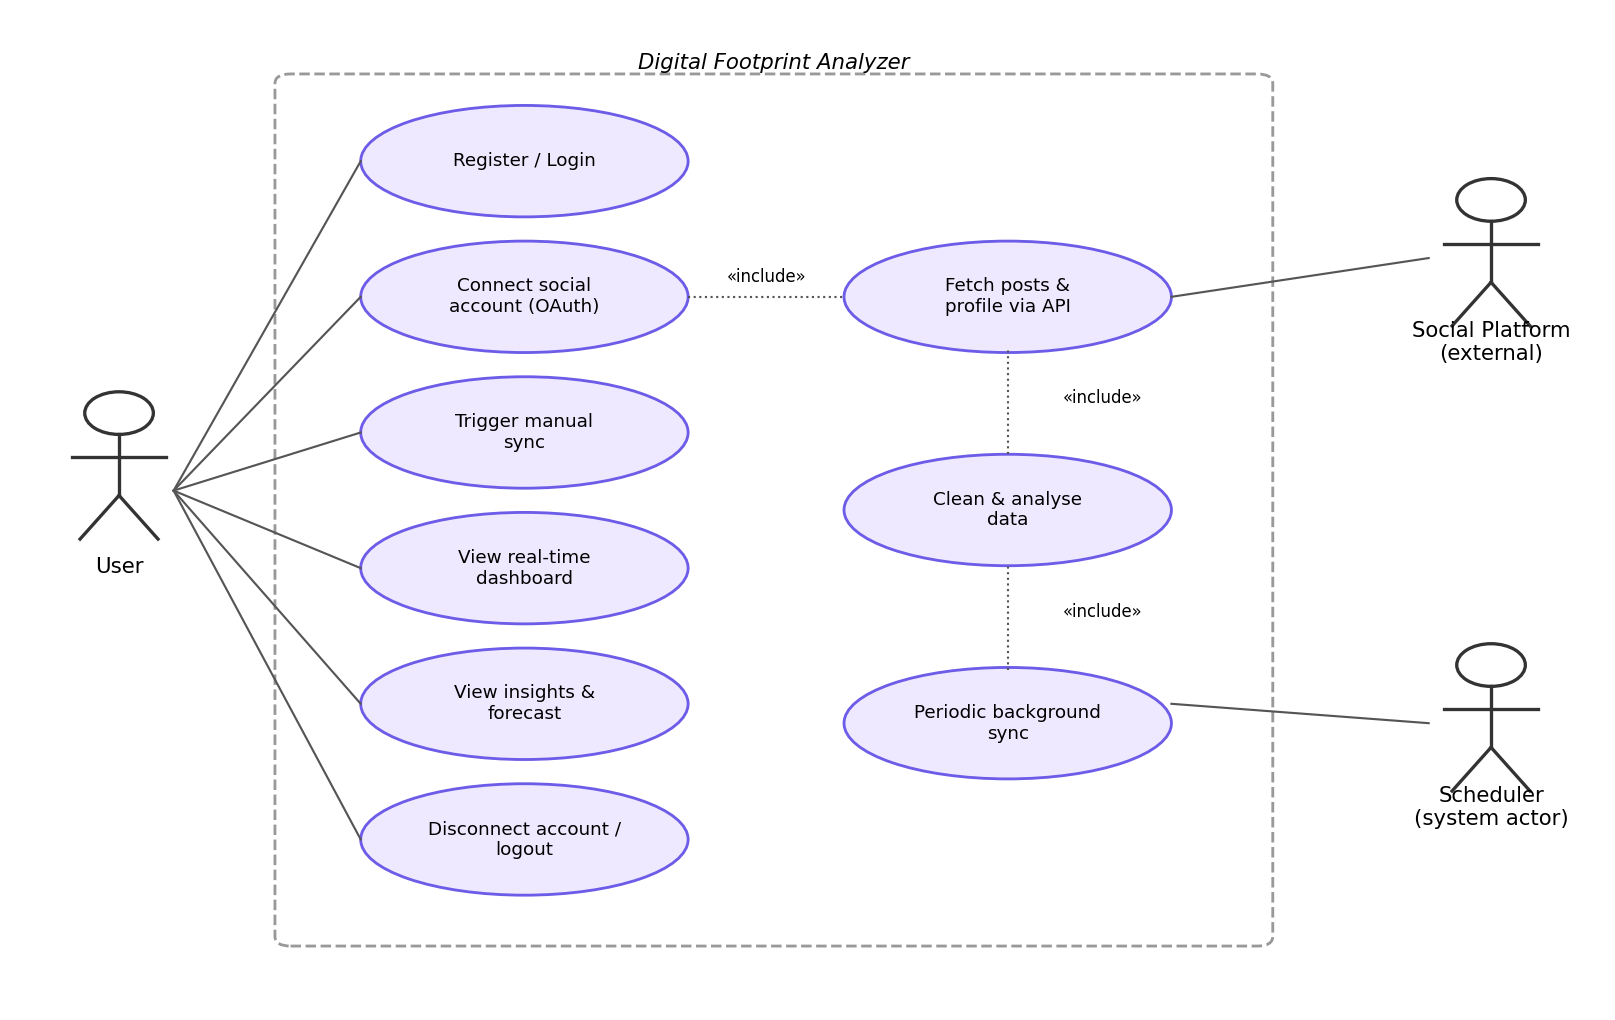 Digital Footprint Analyzer
Register / Login
Connect social
account (OAuth)
«include»
Fetch posts &
profile via API
Social Platform
(external)
«include»
Trigger manual
sync
Clean & analyse
data
User
View real-time
dashboard
«include»
View insights &
forecast
Periodic background
sync
Scheduler
(system actor)
Disconnect account /
logout